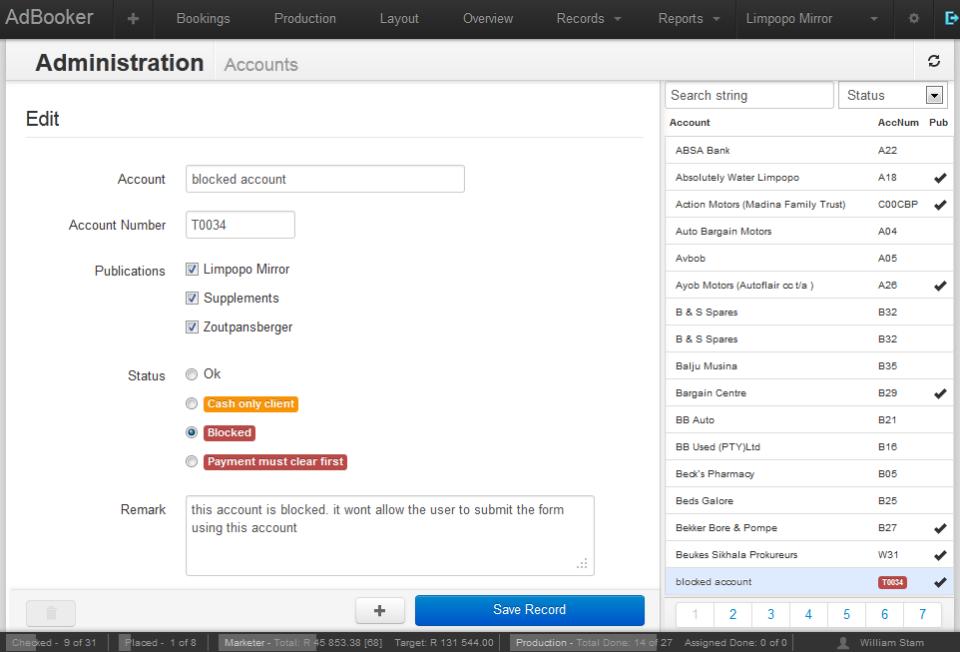 AdBooker + Bookings Production Layout Overview Records Reports Limpopo Mirror
Administration Accounts
Edit
Account blocked account
Account Number T0034
Publications Limpopo Mirror
Supplements
Zoutpansberger
Status Ok
Cash only client
Blocked
Payment must clear first
Remark this account is blocked. it wont allow the user to submit the form
using this account
+ Save Record
Search string Status
Account AccNum Pub
ABSA Bank A22
Absolutely Water Limpopo A18
Action Motors (Madina Family Trust) C00CBP
Auto Bargain Motors A04
Avbob A05
Ayob Motors (Autoflair cc t/a ) A26
B & S Spares B32
B & S Spares B32
Balju Musina B35
Bargain Centre B29
BB Auto B21
BB Used (PTY)Ltd B16
Beck's Pharmacy B05
Beds Galore B25
Bekker Bore & Pompe B27
Beukes Sikhala Prokureurs W31
blocked account T0034
1 2 3 4 5 6 7
Checked - 9 of 31 Placed - 1 of 8 Marketer - Total: R 45 853.38 [68] Target: R 131 544.00 Production - Total Done: 14 of 27 Assigned Done: 0 of 0 William Stam